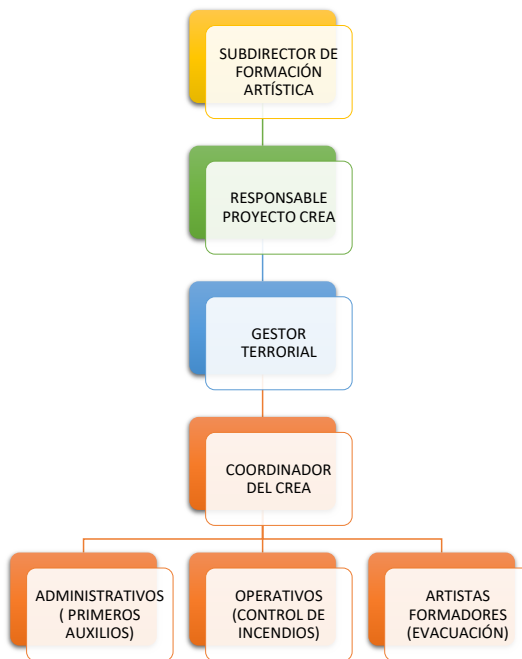 SUBDIRECTOR DE
FORMACIÓN
ARTÍSTICA
RESPONSABLE
PROYECTO CREA
GESTOR
TERRORIAL
COORDINADOR
DEL CREA
ADMINISTRATIVOS
( PRIMEROS
AUXILIOS)
OPERATIVOS
(CONTROL DE
INCENDIOS)
ARTISTAS
FORMADORES
(EVACUACIÓN)